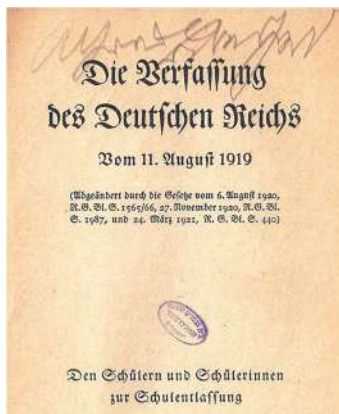 Die Verfassung
des Deutschen Reichs
Vom 11. August 1919
(Abgeändert durch die Gesetze vom 6. August 1920,
R.G. Bl. S. 1565/66, 27. November 1920, R.G. Bl.
S. 1987, und 24. März 1921, R. G. Bl. S. 440)
Den Schülern und Schülerinnen
zur Schulentlassung